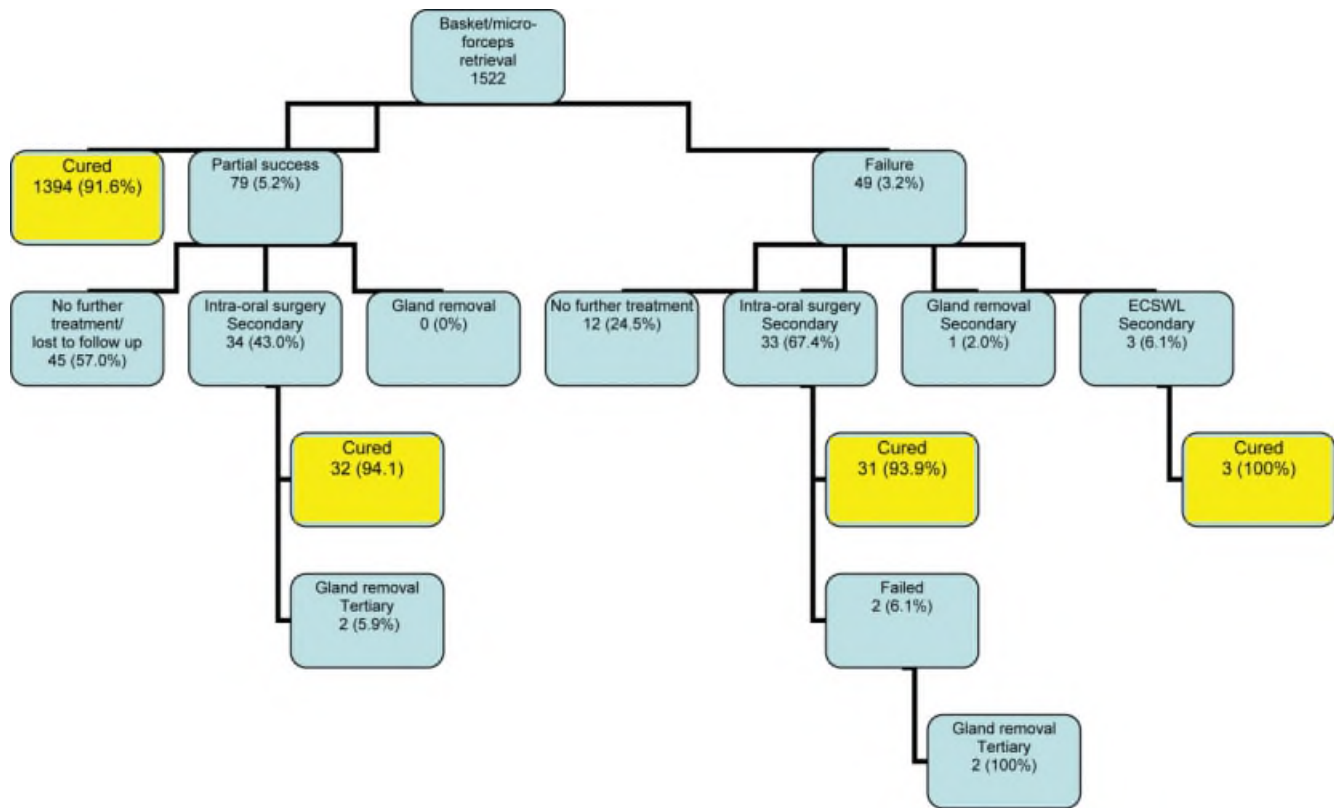 Basket/micro-
forceps
retrieval
1522
Cured
1394 (91.6%)
Partial success
79 (5.2%)
Failure
49 (3.2%)
No further
treatment/
lost to follow up
45 (57.0%)
Intra-oral surgery
Secondary
34 (43.0%)
Gland removal
0 (0%)
No further treatment
12 (24.5%)
Intra-oral surgery
Secondary
33 (67.4%)
Gland removal
Secondary
1 (2.0%)
ECSWL
Secondary
3 (6.1%)
Cured
32 (94.1)
Cured
31 (93.9%)
Cured
3 (100%)
Gland removal
Tertiary
2 (5.9%)
Failed
2 (6.1%)
Gland removal
Tertiary
2 (100%)